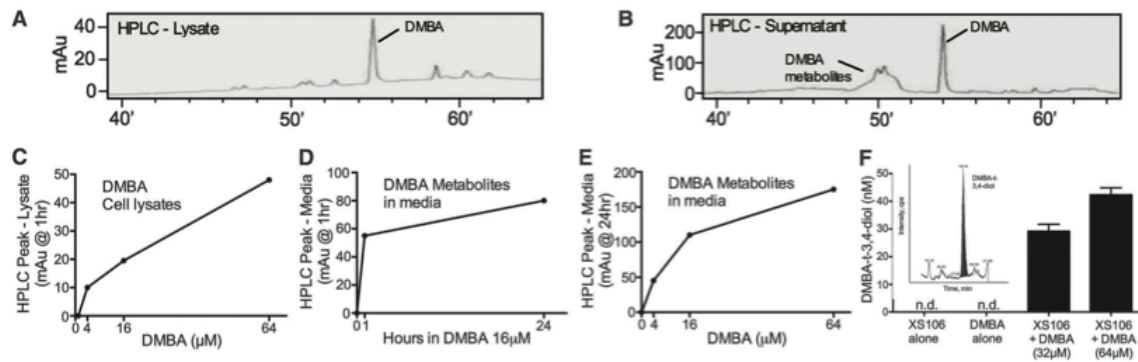 A
HPLC - Lysate
DMBA
mAu
40
20
0
40'
50'
60'
B
HPLC - Supernatant
DMBA
DMBA
metabolites
mAu
200
100
0
40'
50'
60'
C
DMBA
Cell lysates
HPLC Peak - Lysate
(mAu @ 1hr)
50
40
30
20
10
0
0 4 16 64
DMBA (µM)
D
DMBA Metabolites
in media
HPLC Peak - Media
(mAu @ 1hr)
100
80
60
40
20
0
0 1 24
Hours in DMBA 16µM
E
DMBA Metabolites
in media
HPLC Peak - Media
(mAu @ 24hr)
200
150
100
50
0
0 4 16 64
DMBA (µM)
F
DMBA-t-3,4-diol (nM)
50
40
30
20
10
DMBA-t-
3,4-diol
Intensity, cps
Time, min
n.d. n.d.
XS106 DMBA XS106 XS106
alone alone + DMBA + DMBA
(32µM) (64µM)